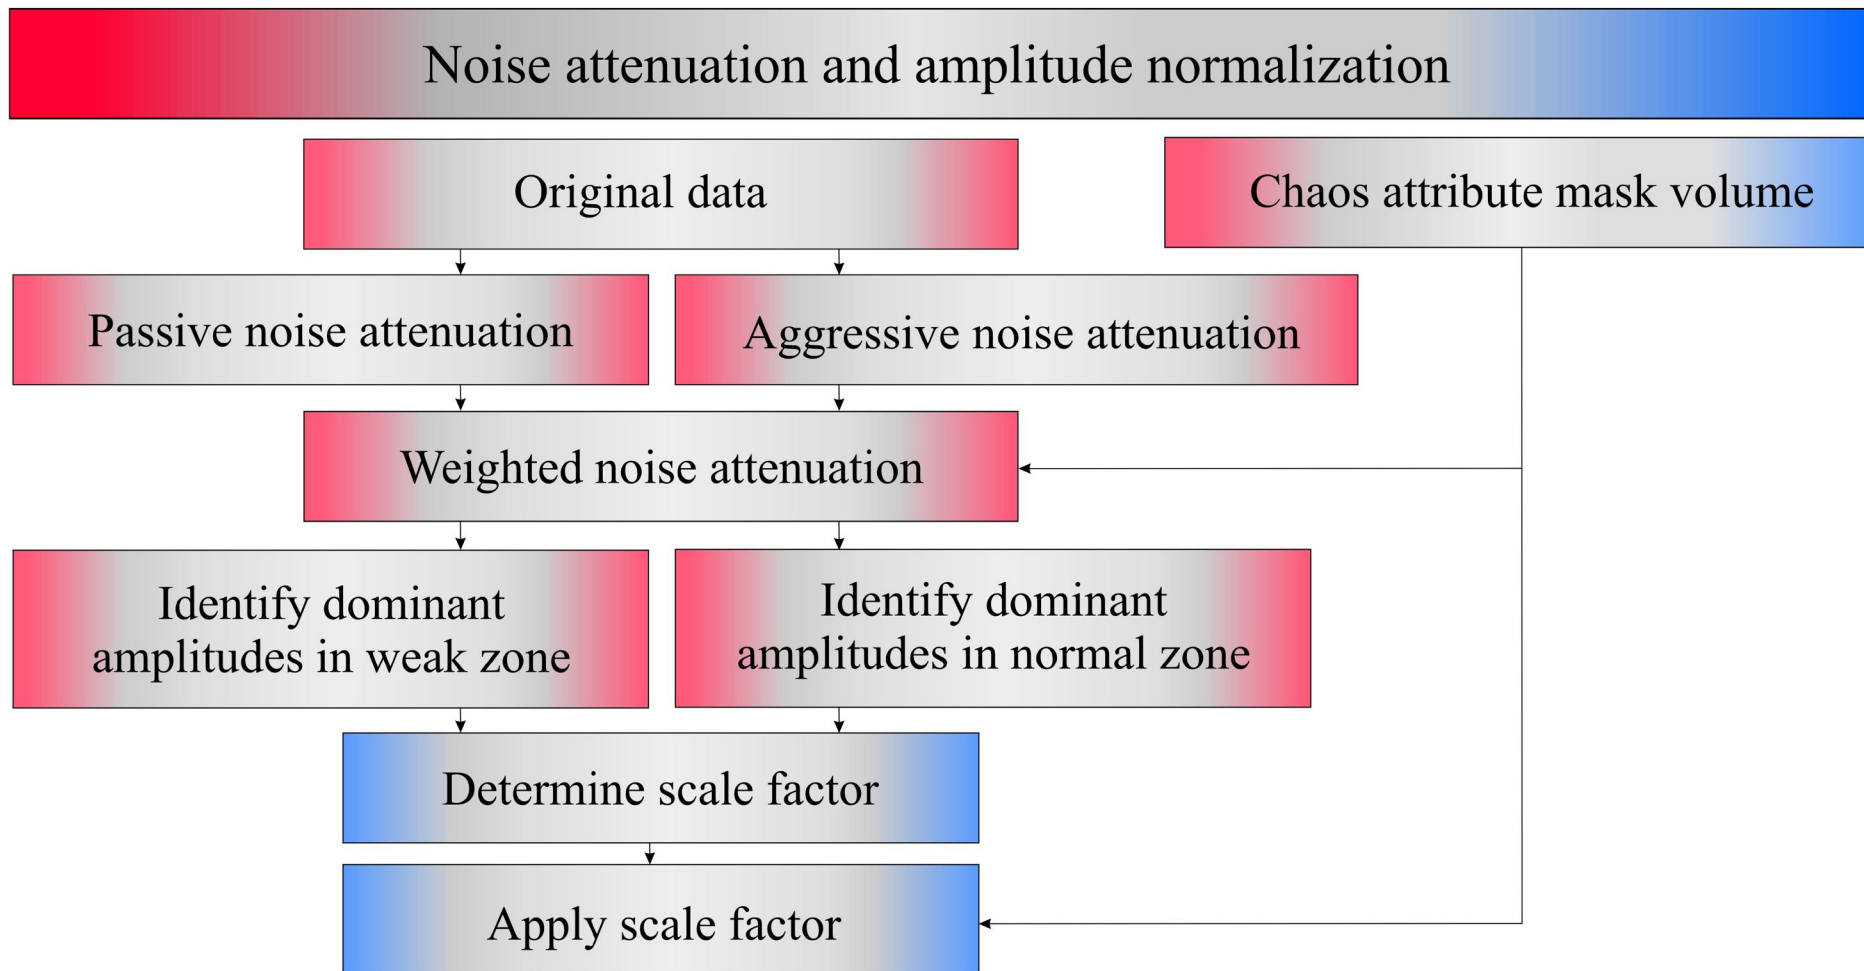 Noise attenuation and amplitude normalization
Original data
Chaos attribute mask volume
Passive noise attenuation
Aggressive noise attenuation
Weighted noise attenuation
Identify dominant
amplitudes in weak zone
Identify dominant
amplitudes in normal zone
Determine scale factor
Apply scale factor